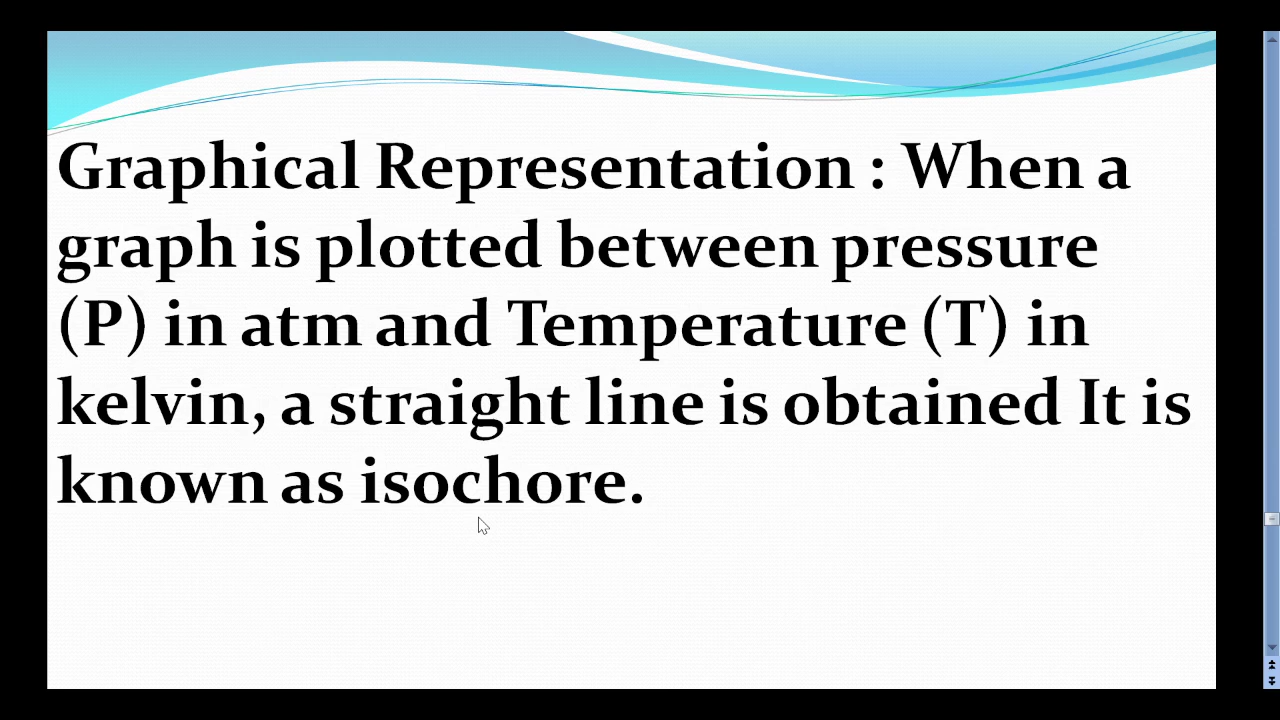 Graphical Representation : When a
graph is plotted between pressure
(P) in atm and Temperature (T) in
kelvin, a straight line is obtained It is
known as isochore.